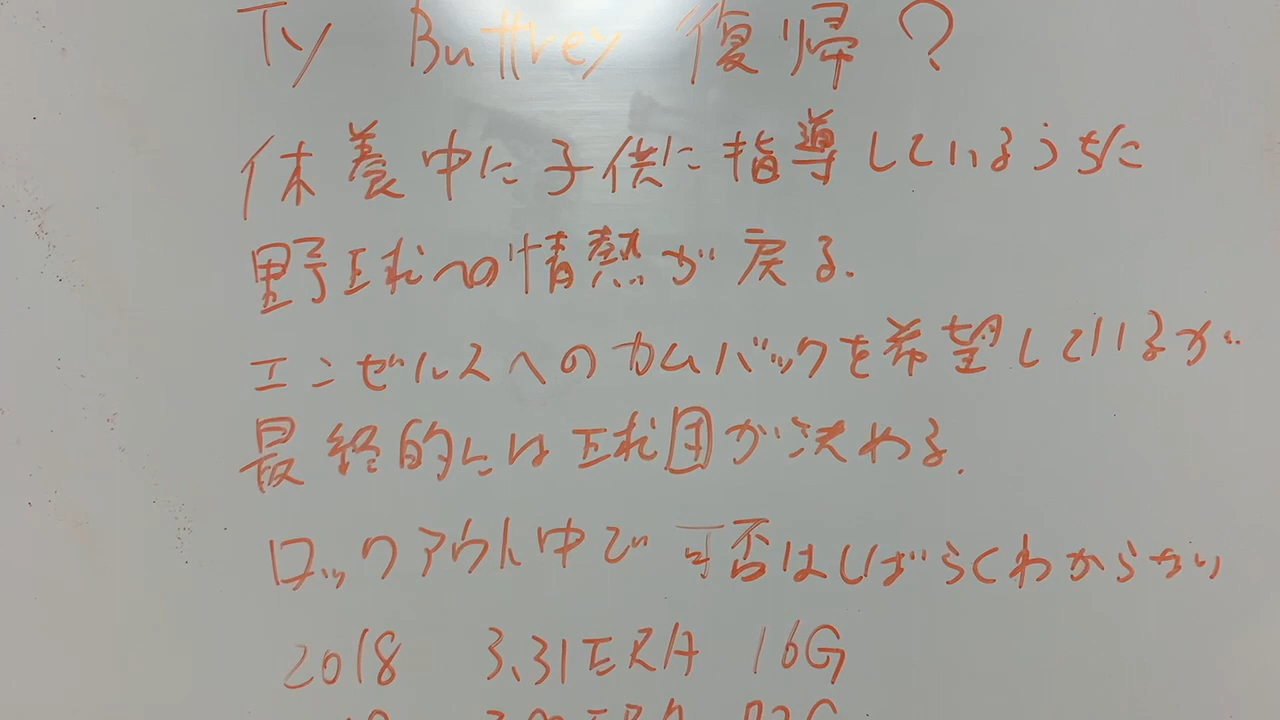 Ty Buttrey 復帰?
休養中に子供に指導しているうちに
野球への情熱が戻る.
エンゼルスへのカムバックを希望しているが
最終的には球団が決める.
ロックアウト中で可否はしばらくわからない
2018 3.31ERA 16G